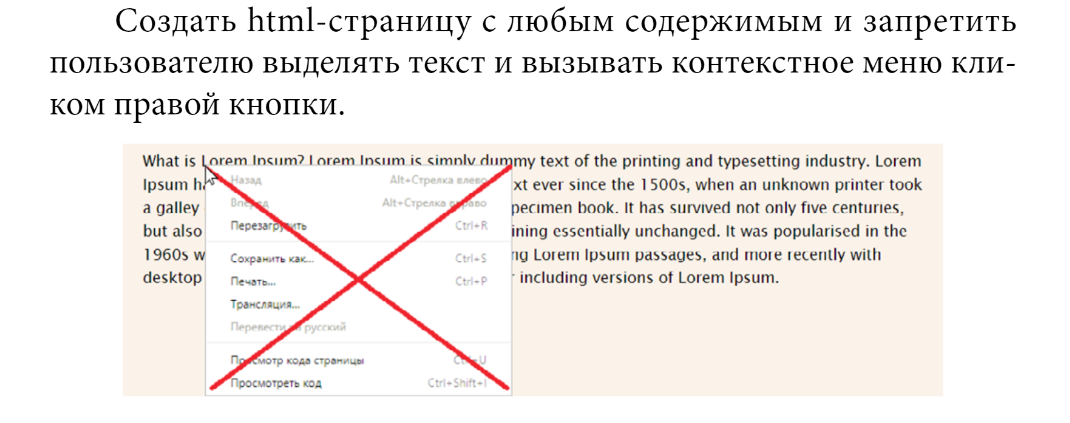 Создать html-страницу с любым содержимым и запретить
пользователю выделять текст и вызывать контекстное меню кли-
ком правой кнопки.
What is Lorem Ipsum? Lorem Ipsum is simply dummy text of the printing and typesetting industry. Lorem
Ipsum h xt ever since the 1500s, when an unknown printer took
a galley pecimen book. It has survived not only five centuries,
but also ining essentially unchanged. It was popularised in the
1960s w ng Lorem Ipsum passages, and more recently with
desktop r including versions of Lorem Ipsum.
Назад Alt+Стрелка влево
Вперед Alt+Стрелка вправо
Перезагрузить Ctrl+R
Сохранить как... Ctrl+S
Печать... Ctrl+P
Трансляция...
Перевести на русский
Просмотр кода страницы Ctrl+U
Просмотреть код Ctrl+Shift+I